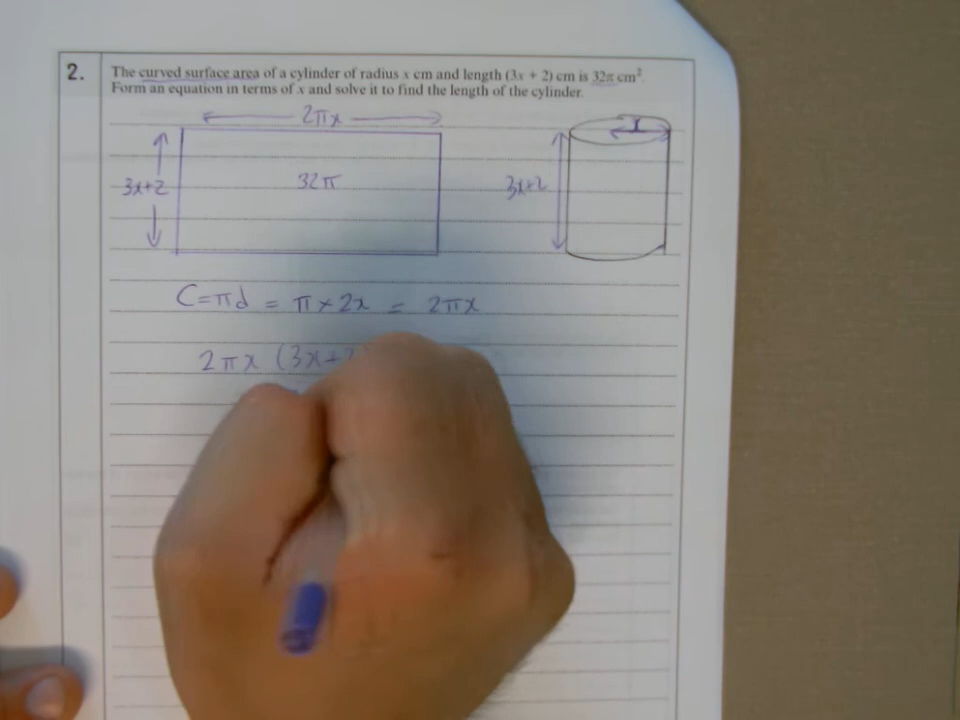 2.
The curved surface area of a cylinder of radius x cm and length (3x + 2) cm is 32π cm²
Form an equation in terms of x and solve it to find the length of the cylinder.
2πx
x
3x+2
32π
3x+2
C=πd = π×2x = 2πx
2πx (3x+2